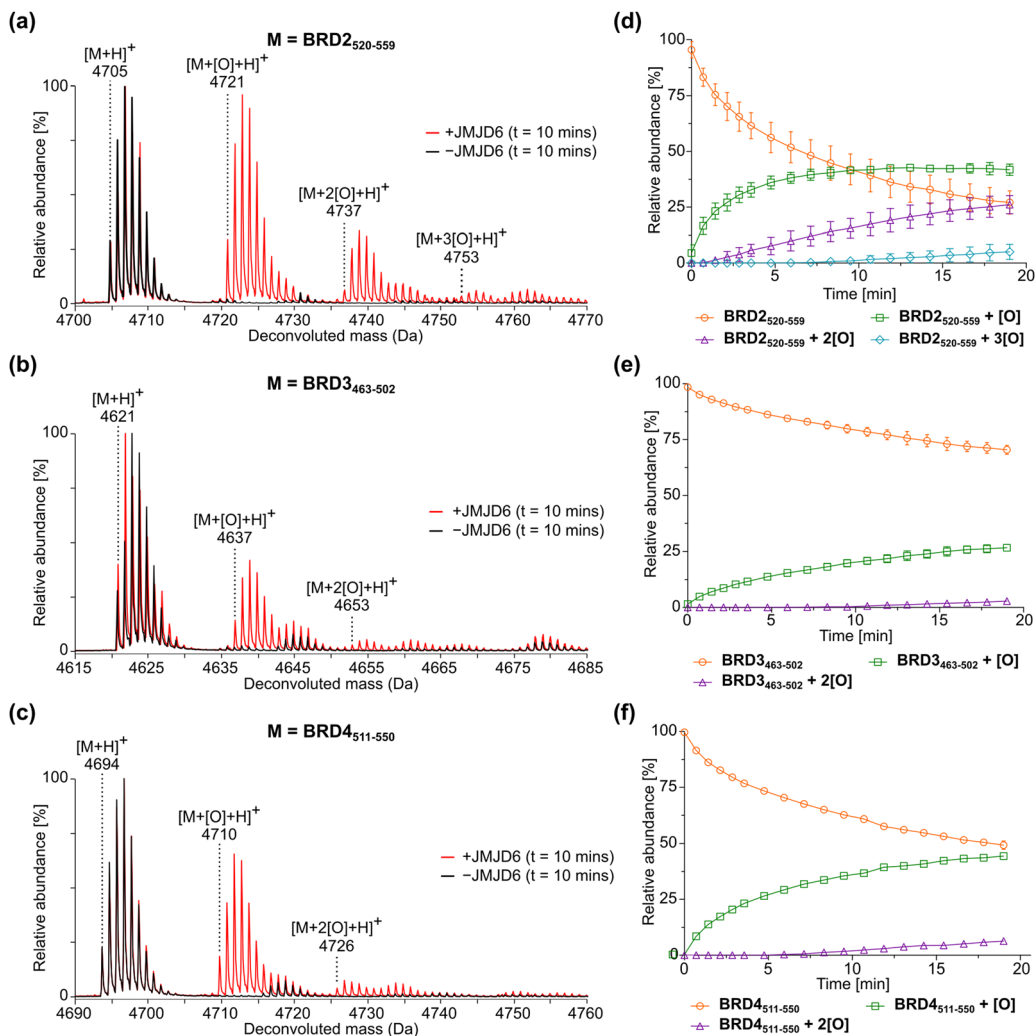 (a)
M = BRD2520-559
[M+H]+
4705
[M+[O]+H]+
4721
[M+2[O]+H]+
4737
[M+3[O]+H]+
4753
+JMJD6 (t = 10 mins)
−JMJD6 (t = 10 mins)
Relative abundance [%]
100
0
4700 4710 4720 4730 4740 4750 4760 4770
Deconvoluted mass (Da)
(d)
Relative abundance [%]
100
75
50
25
0
0 5 10 15 20
Time [min]
BRD2520-559
BRD2520-559 + [O]
BRD2520-559 + 2[O]
BRD2520-559 + 3[O]
(b)
M = BRD3463-502
[M+H]+
4621
[M+[O]+H]+
4637
[M+2[O]+H]+
4653
+JMJD6 (t = 10 mins)
−JMJD6 (t = 10 mins)
Relative abundance [%]
100
0
4615 4625 4635 4645 4655 4665 4675 4685
Deconvoluted mass (Da)
(e)
Relative abundance [%]
100
75
50
25
0
0 5 10 15 20
Time [min]
BRD3463-502
BRD3463-502 + [O]
BRD3463-502 + 2[O]
(c)
M = BRD4511-550
[M+H]+
4694
[M+[O]+H]+
4710
[M+2[O]+H]+
4726
+JMJD6 (t = 10 mins)
−JMJD6 (t = 10 mins)
Relative abundance [%]
100
0
4690 4700 4710 4720 4730 4740 4750 4760
Deconvoluted mass (Da)
(f)
Relative abundance [%]
100
75
50
25
0
0 5 10 15 20
Time [min]
BRD4511-550
BRD4511-550 + [O]
BRD4511-550 + 2[O]